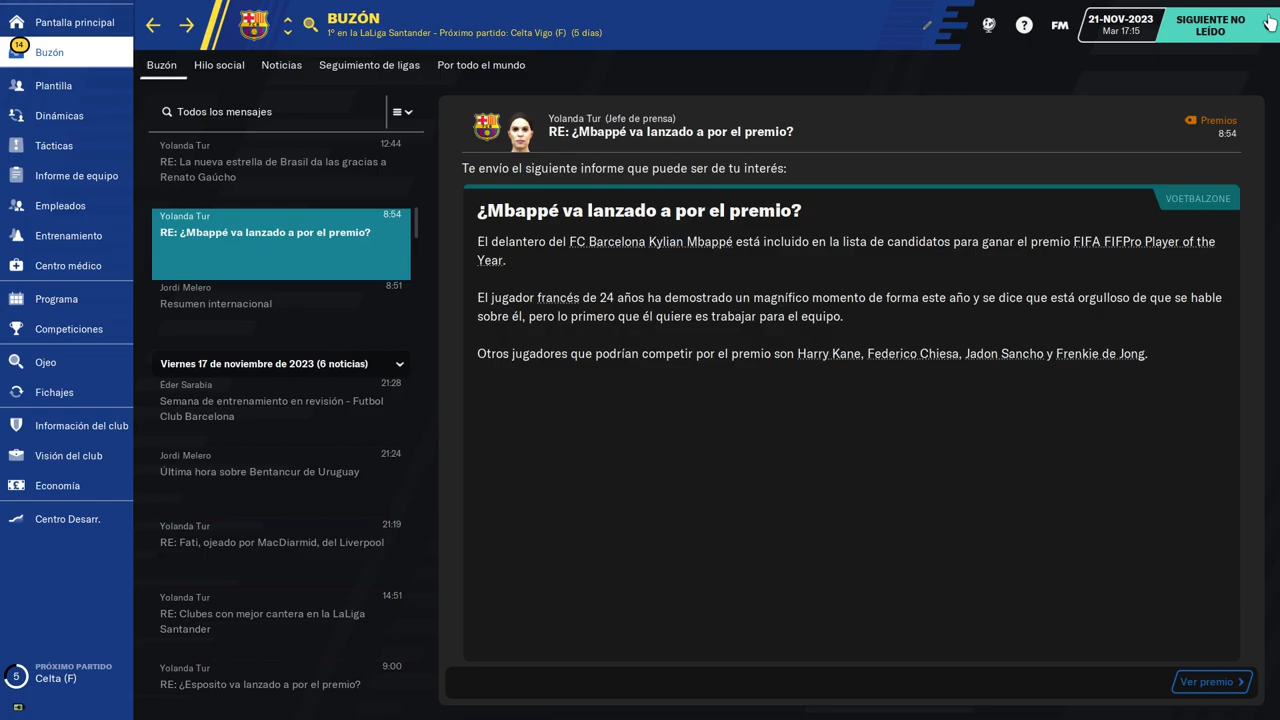 Pantalla principal
14
Buzón
Plantilla
Dinámicas
Tácticas
Informe de equipo
Empleados
Entrenamiento
Centro médico
Programa
Competiciones
Ojeo
Fichajes
Información del club
Visión del club
Economía
Centro Desarr.
5
PRÓXIMO PARTIDO
Celta (F)
BUZÓN
1º en la LaLiga Santander - Próximo partido: Celta Vigo (F) (5 días)
?
FM
21-NOV-2023
Mar 17:15
SIGUIENTE NO
LEÍDO
Buzón
Hilo social
Noticias
Seguimiento de ligas
Por todo el mundo
Todos los mensajes
Yolanda Tur
12:44
RE: La nueva estrella de Brasil da las gracias a
Renato Gaúcho
Yolanda Tur
8:54
RE: ¿Mbappé va lanzado a por el premio?
Jordi Melero
8:51
Resumen internacional
Viernes 17 de noviembre de 2023 (6 noticias)
Éder Sarabia
21:28
Semana de entrenamiento en revisión - Futbol
Club Barcelona
Jordi Melero
21:24
Última hora sobre Bentancur de Uruguay
Yolanda Tur
21:19
RE: Fati, ojeado por MacDiarmid, del Liverpool
Yolanda Tur
14:51
RE: Clubes con mejor cantera en la LaLiga
Santander
Yolanda Tur
9:00
RE: ¿Esposito va lanzado a por el premio?
Yolanda Tur (Jefe de prensa)
RE: ¿Mbappé va lanzado a por el premio?
Premios
8:54
Te envío el siguiente informe que puede ser de tu interés:
VOETBALZONE
¿Mbappé va lanzado a por el premio?
El delantero del FC Barcelona Kylian Mbappé está incluido en la lista de candidatos para ganar el premio FIFA FIFPro Player of the
Year.
El jugador francés de 24 años ha demostrado un magnífico momento de forma este año y se dice que está orgulloso de que se hable
sobre él, pero lo primero que él quiere es trabajar para el equipo.
Otros jugadores que podrían competir por el premio son Harry Kane, Federico Chiesa, Jadon Sancho y Frenkie de Jong.
Ver premio